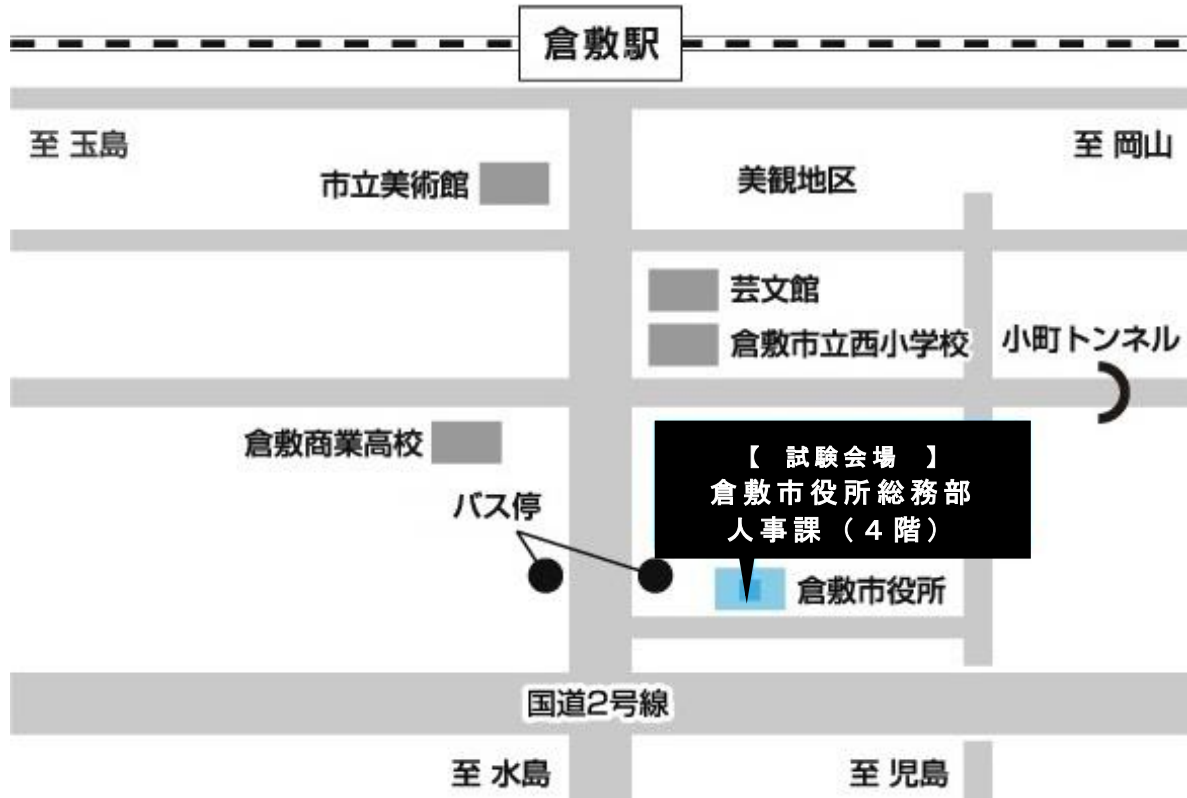 倉敷駅
至 玉島
至 岡山
市立美術館
美観地区
芸文館
倉敷市立西小学校
小町トンネル
倉敷商業高校
【 試験会場 】
倉敷市役所総務部
人事課(4階)
バス停
倉敷市役所
国道2号線
至 水島
至 児島